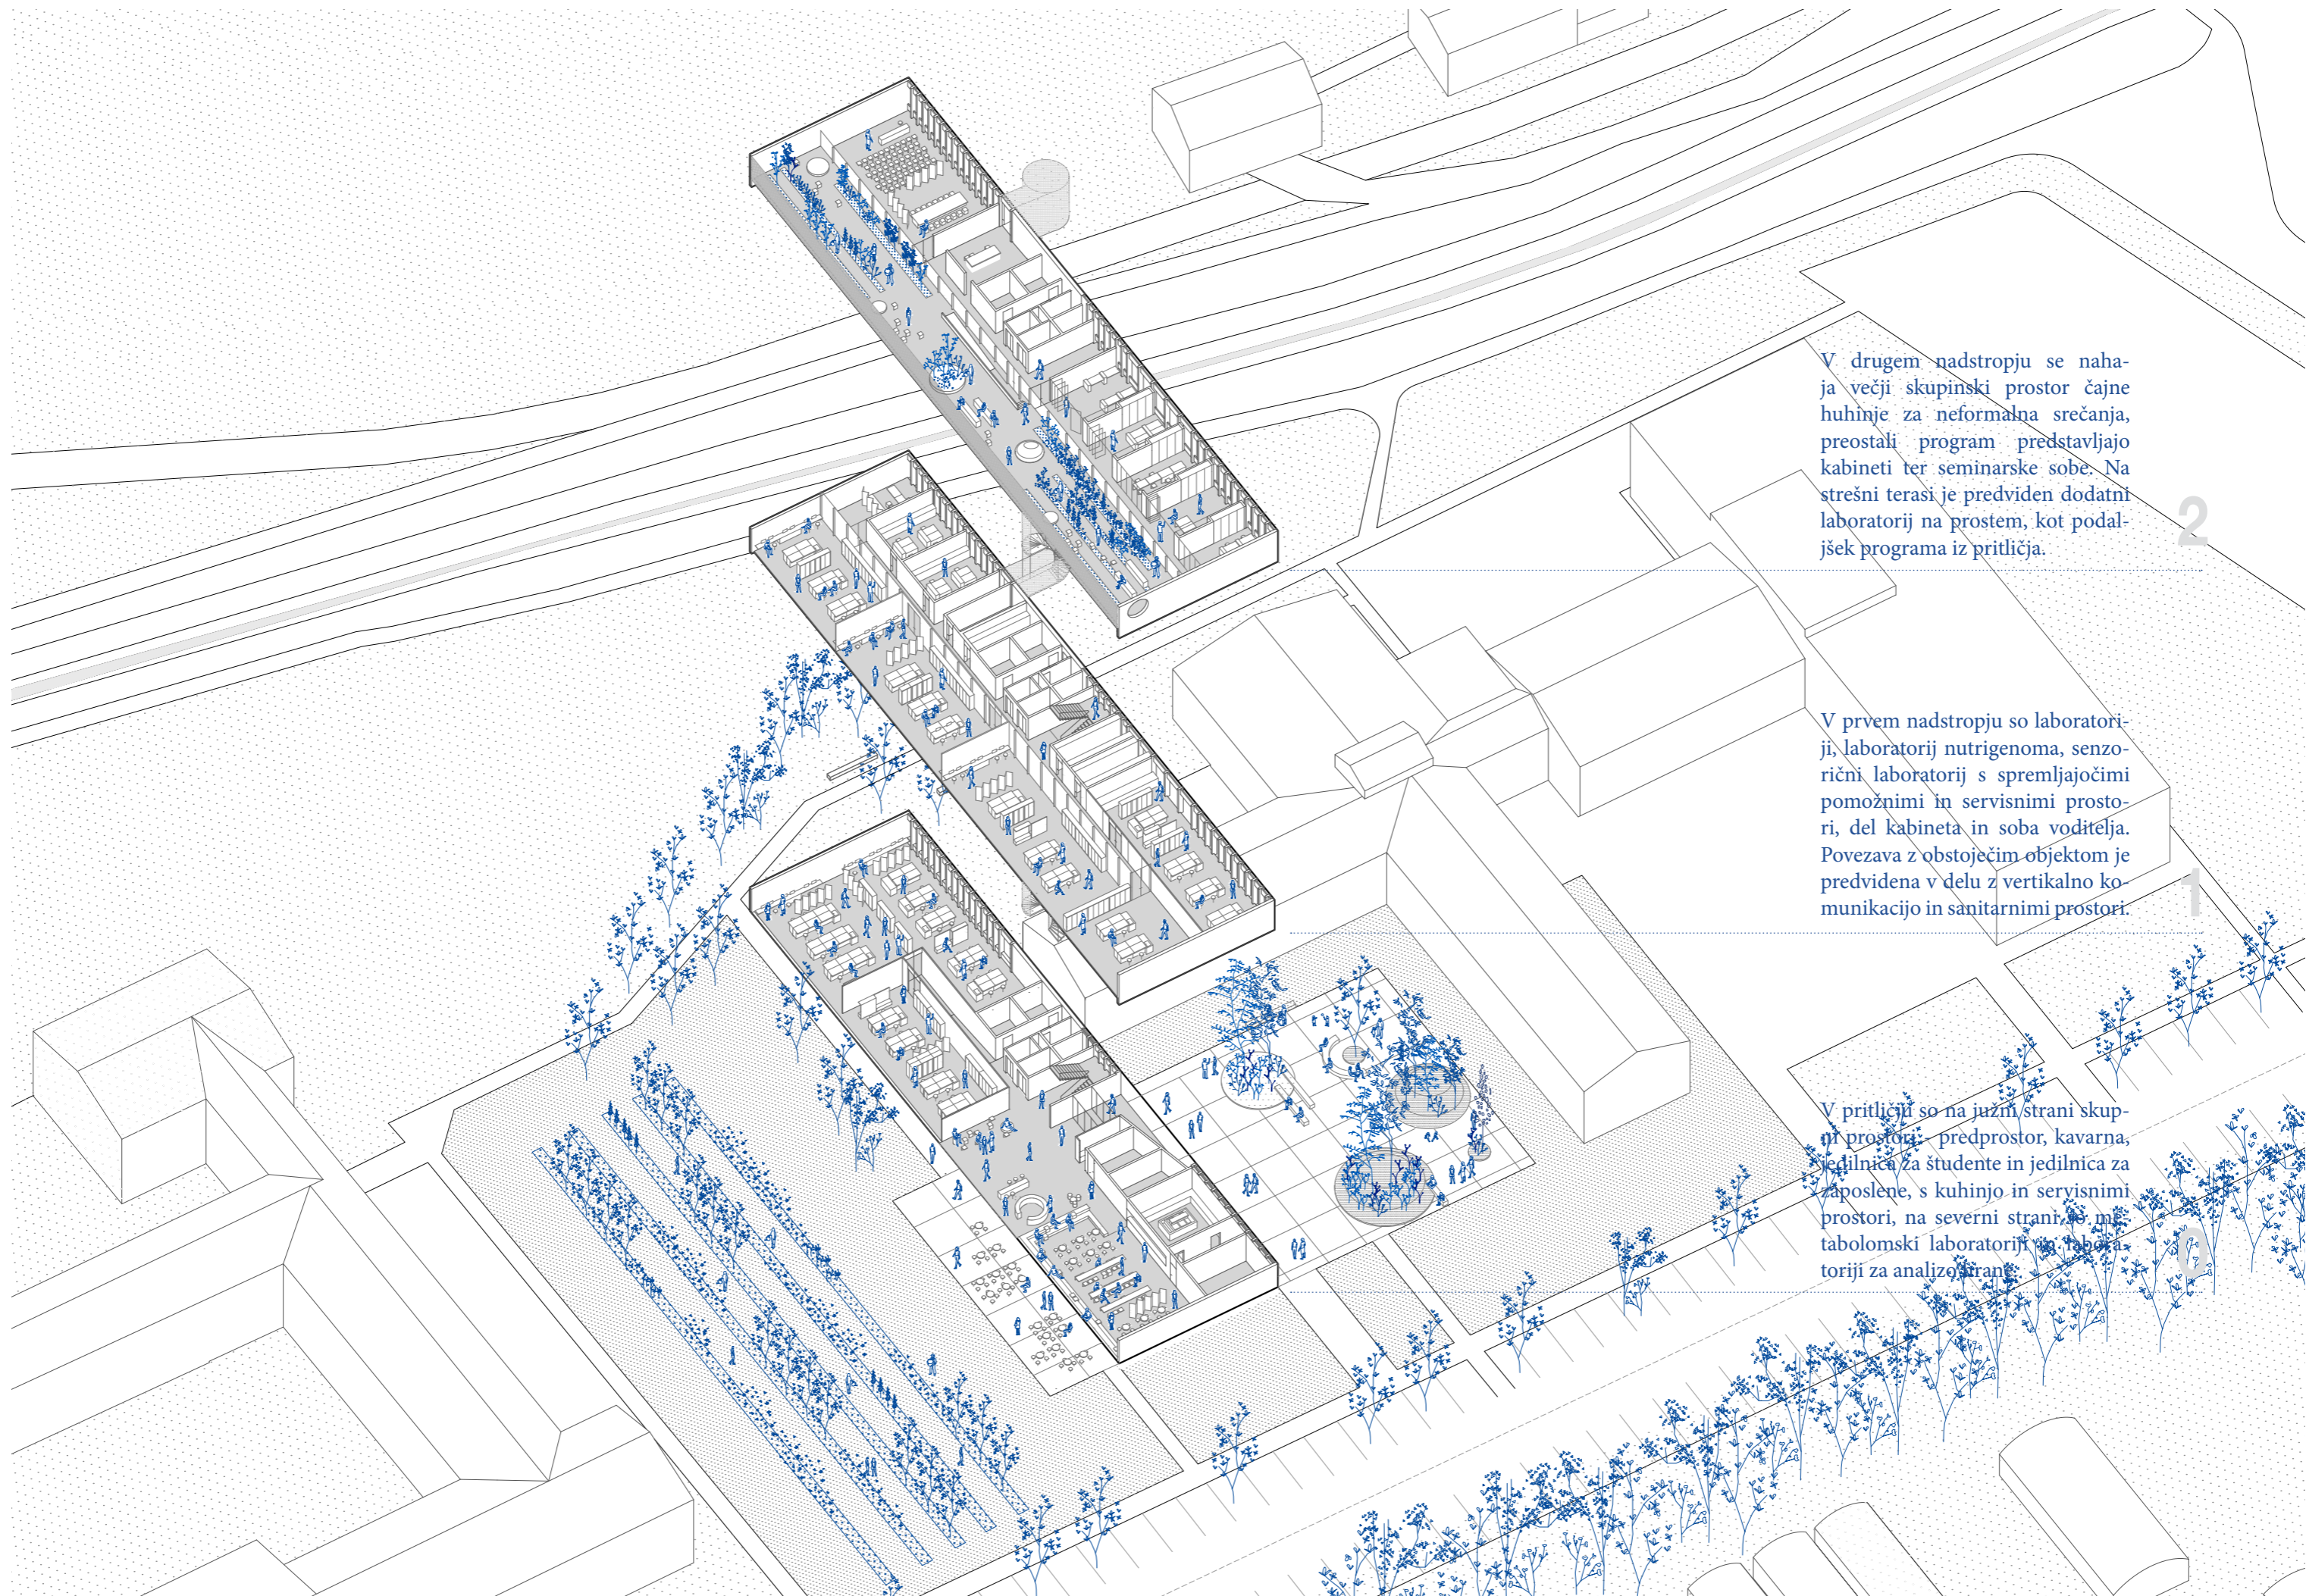 V drugem nadstropju se naha-
ja večji skupinski prostor čajne
huhinje za neformalna srečanja,
preostali program predstavljajo
kabineti ter seminarske sobe. Na
strešni terasi je predviden dodatni
laboratorij na prostem, kot podal-
jšek programa iz pritličja.
2
V prvem nadstropju so laboratori-
ji, laboratorij nutrigenoma, senzo-
rični laboratorij s spremljajočimi
pomožnimi in servisnimi prosto-
ri, del kabineta in soba voditelja.
Povezava z obstoječim objektom je
predvidena v delu z vertikalno ko-
munikacijo in sanitarnimi prostori.
1
V pritličju so na južni strani skup-
ni prostori - predprostor, kavarna,
jedilnica za študente in jedilnica za
zaposlene, s kuhinjo in servisnimi
prostori, na severni strani so me-
tabolomski laboratoriji in labora-
toriji za analizo hrane.
0